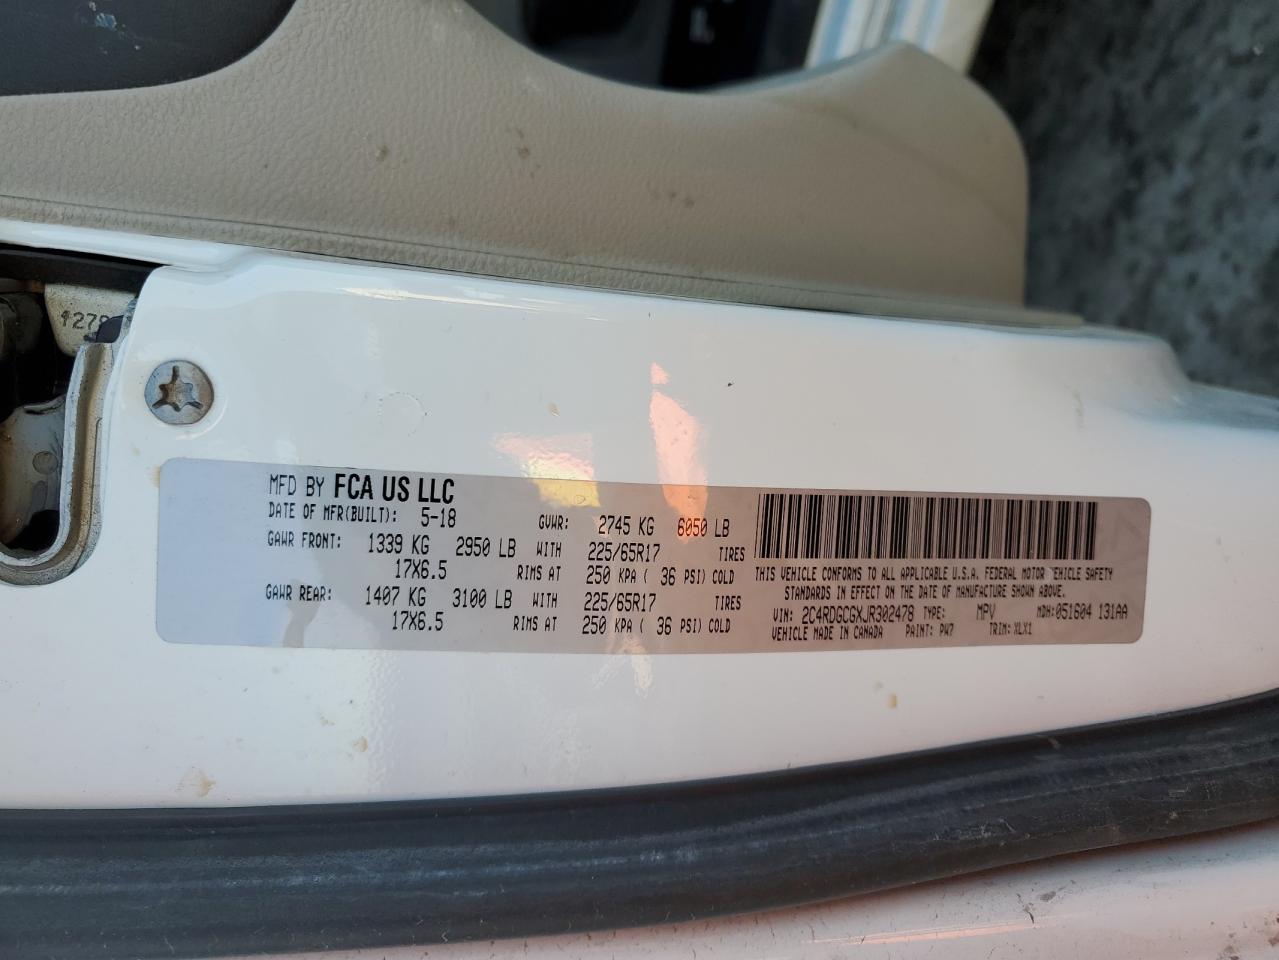 1278
MFD BY FCA US LLC
DATE OF MFR(BUILT): 5-18 GVWR: 2745 KG 6050 LB
GAWR FRONT: 1339 KG 2950 LB WITH 225/65R17 TIRES
17X6.5 RIMS AT 250 KPA ( 36 PSI) COLD
GAWR REAR: 1407 KG 3100 LB WITH 225/65R17 TIRES
17X6.5 RIMS AT 250 KPA ( 36 PSI) COLD
THIS VEHICLE CONFORMS TO ALL APPLICABLE U.S.A. FEDERAL MOTOR VEHICLE SAFETY
STANDARDS IN EFFECT ON THE DATE OF MANUFACTURE SHOWN ABOVE.
VIN: 2C4RDGCGXJR302478 TYPE: MPV MDH:051604 131AA
VEHICLE MADE IN CANADA PAINT: PW7 TRIM: XLX1